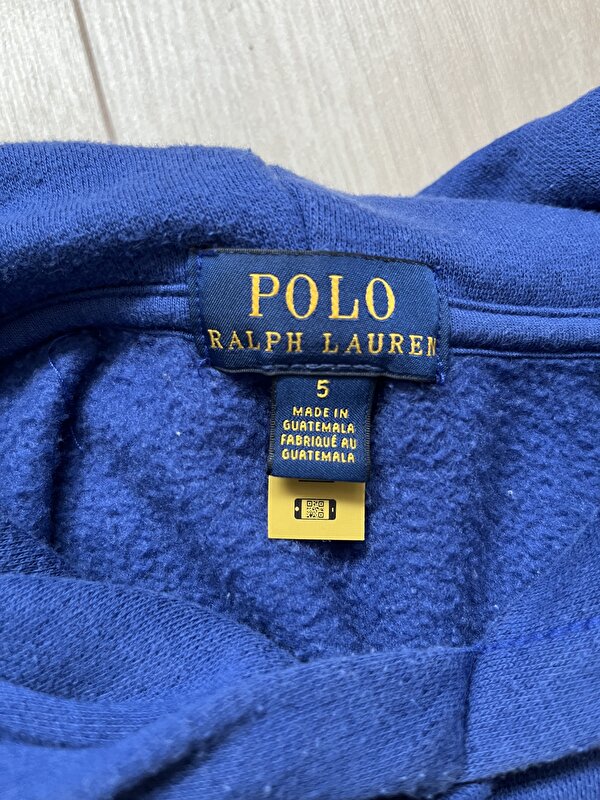 POLO
RALPH LAUREN
5
MADE IN
GUATEMALA
FABRIQUÉ AU
GUATEMALA